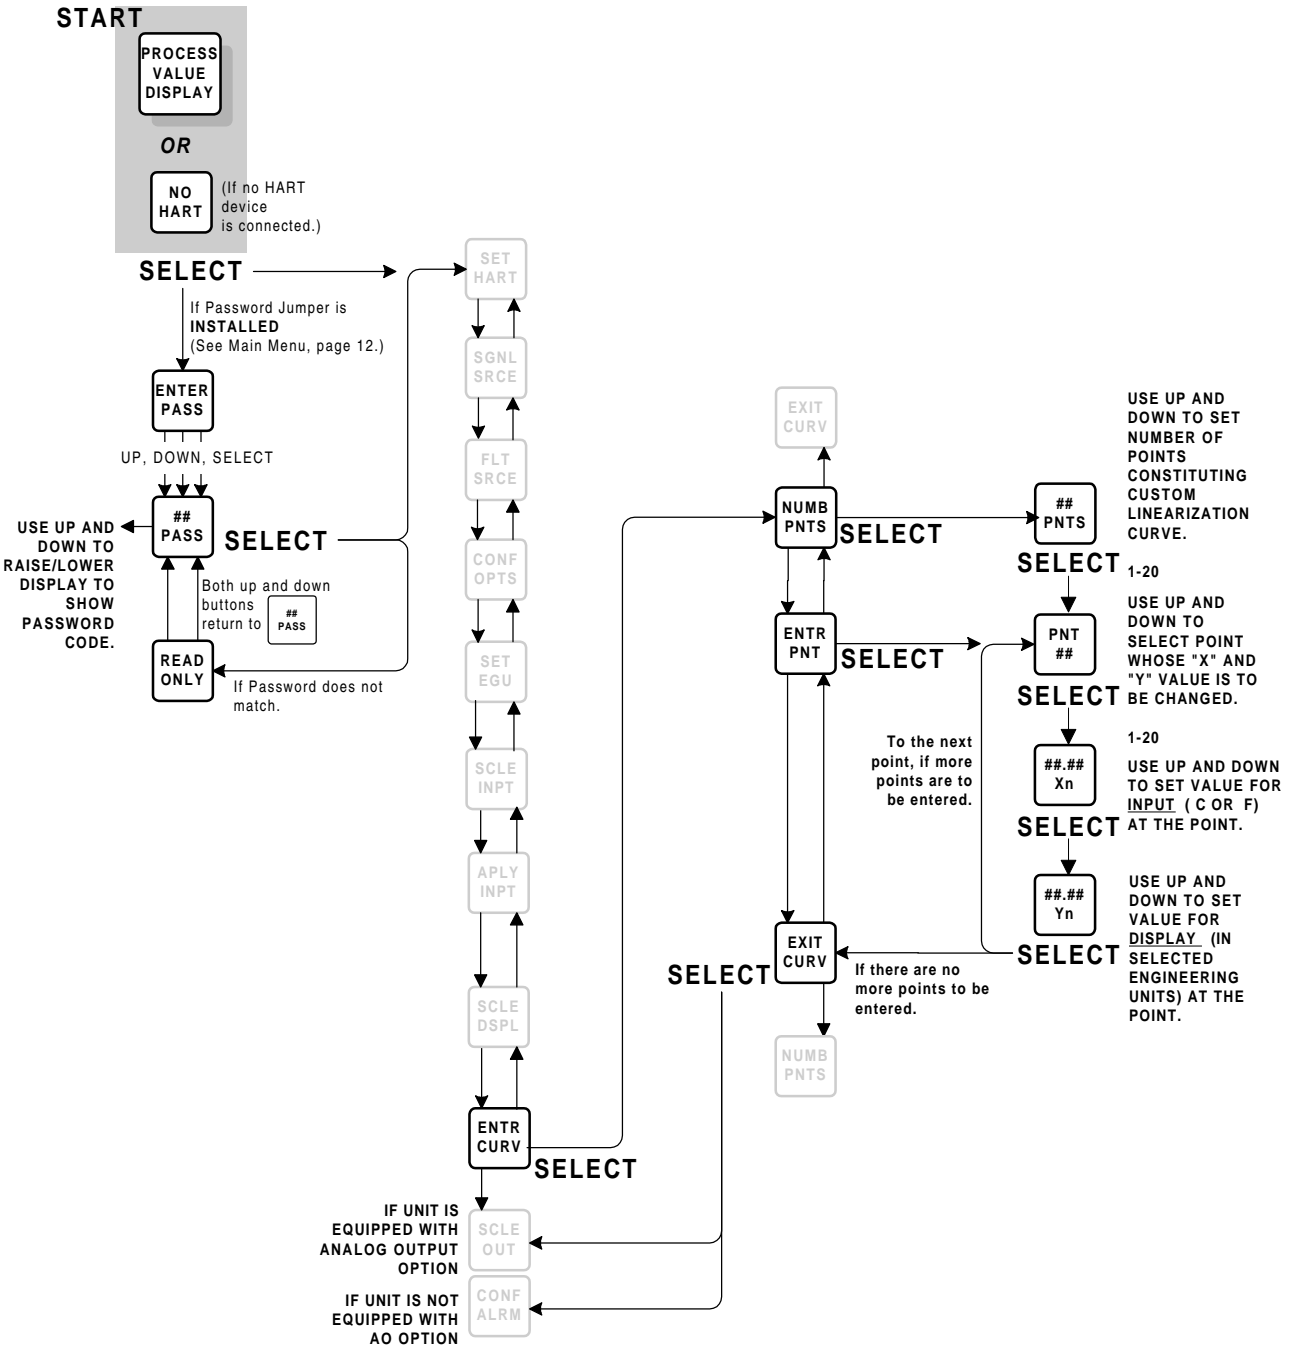 START
PROCESS
VALUE
DISPLAY
OR
NO
HART
(If no HART
device
is connected.)
SELECT
If Password Jumper is
INSTALLED
(See Main Menu, page 12.)
ENTER
PASS
UP, DOWN, SELECT
##
PASS
SELECT
USE UP AND
DOWN TO
RAISE/LOWER
DISPLAY TO
SHOW
PASSWORD
CODE.
Both up and down
buttons
return to
##
PASS
READ
ONLY
If Password does not
match.
SET
HART
SGNL
SRCE
FLT
SRCE
CONF
OPTS
SET
EGU
SCLE
INPT
APLY
INPT
SCLE
DSPL
ENTR
CURV
SELECT
IF UNIT IS
EQUIPPED WITH
ANALOG OUTPUT
OPTION
SCLE
OUT
IF UNIT IS NOT
EQUIPPED WITH
AO OPTION
CONF
ALRM
EXIT
CURV
NUMB
PNTS
SELECT
ENTR
PNT
SELECT
EXIT
CURV
SELECT
NUMB
PNTS
To the next
point, if more
points are to
be entered.
If there are no
more points to be
entered.
##
PNTS
SELECT
USE UP AND
DOWN TO SET
NUMBER OF
POINTS
CONSTITUTING
CUSTOM
LINEARIZATION
CURVE.
1-20
PNT
##
SELECT
USE UP AND
DOWN TO
SELECT POINT
WHOSE "X" AND
"Y" VALUE IS TO
BE CHANGED.
1-20
##.##
Xn
SELECT
USE UP AND DOWN
TO SET VALUE FOR
INPUT ( C OR F)
AT THE POINT.
##.##
Yn
SELECT
USE UP AND
DOWN TO SET
VALUE FOR
DISPLAY (IN
SELECTED
ENGINEERING
UNITS) AT THE
POINT.